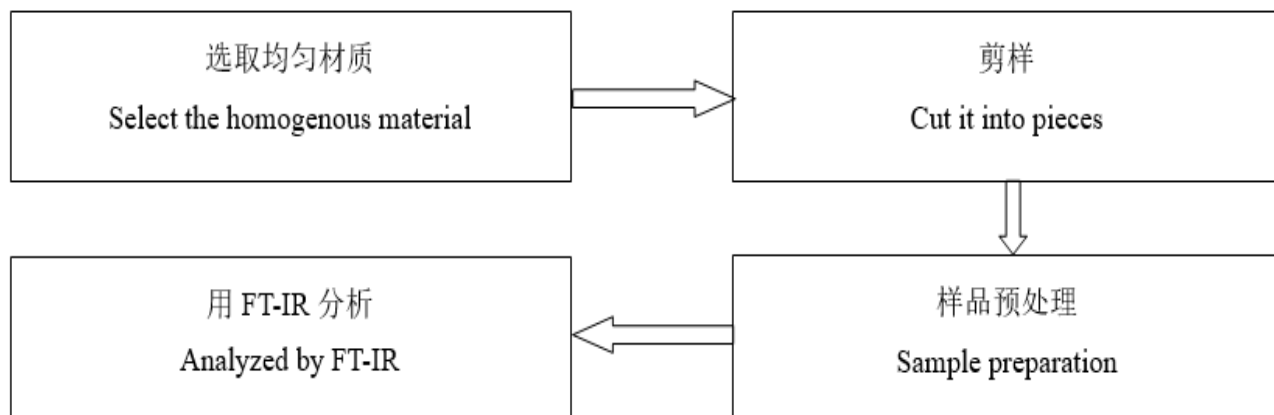 选取均匀材质
Select the homogenous material
剪样
Cut it into pieces
样品预处理
Sample preparation
用 FT-IR 分析
Analyzed by FT-IR